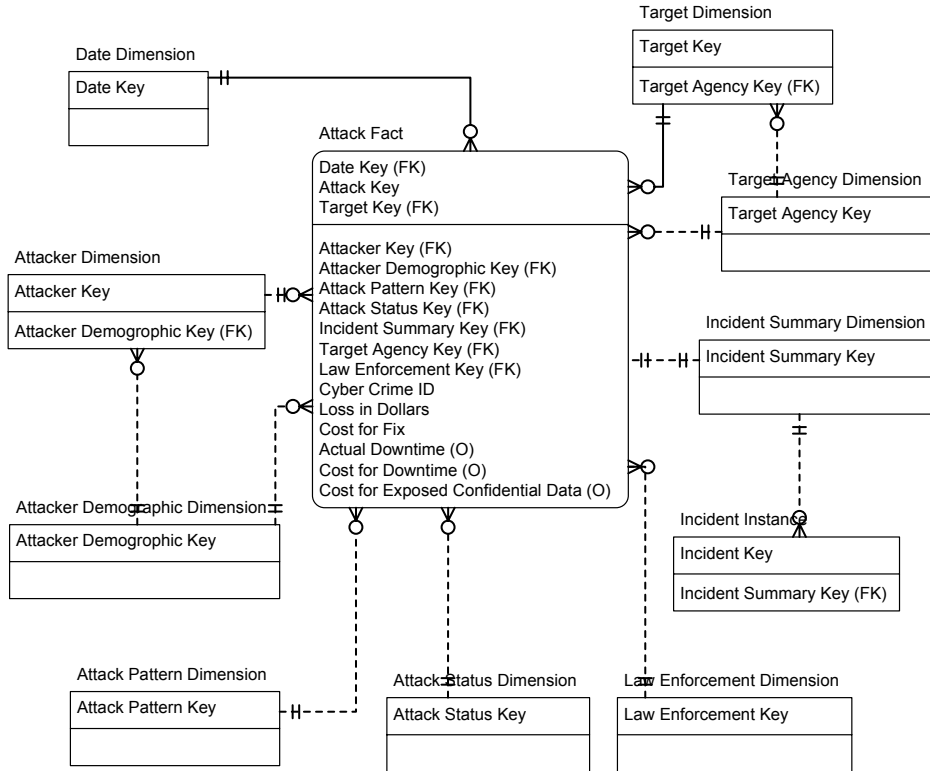 Target Dimension
Target Key
Target Agency Key (FK)
Date Dimension
Date Key
Attack Fact
Date Key (FK)
Attack Key
Target Key (FK)
Attacker Key (FK)
Attacker Demogrophic Key (FK)
Attack Pattern Key (FK)
Attack Status Key (FK)
Incident Summary Key (FK)
Target Agency Key (FK)
Law Enforcement Key (FK)
Cyber Crime ID
Loss in Dollars
Cost for Fix
Actual Downtime (O)
Cost for Downtime (O)
Cost for Exposed Confidential Data (O)
Target Agency Dimension
Target Agency Key
Attacker Dimension
Attacker Key
Attacker Demographic Key (FK)
Incident Summary Dimension
Incident Summary Key
Attacker Demographic Dimension
Attacker Demographic Key
Incident Instance
Incident Key
Incident Summary Key (FK)
Attack Pattern Dimension
Attack Pattern Key
Attack Status Dimension
Attack Status Key
Law Enforcement Dimension
Law Enforcement Key